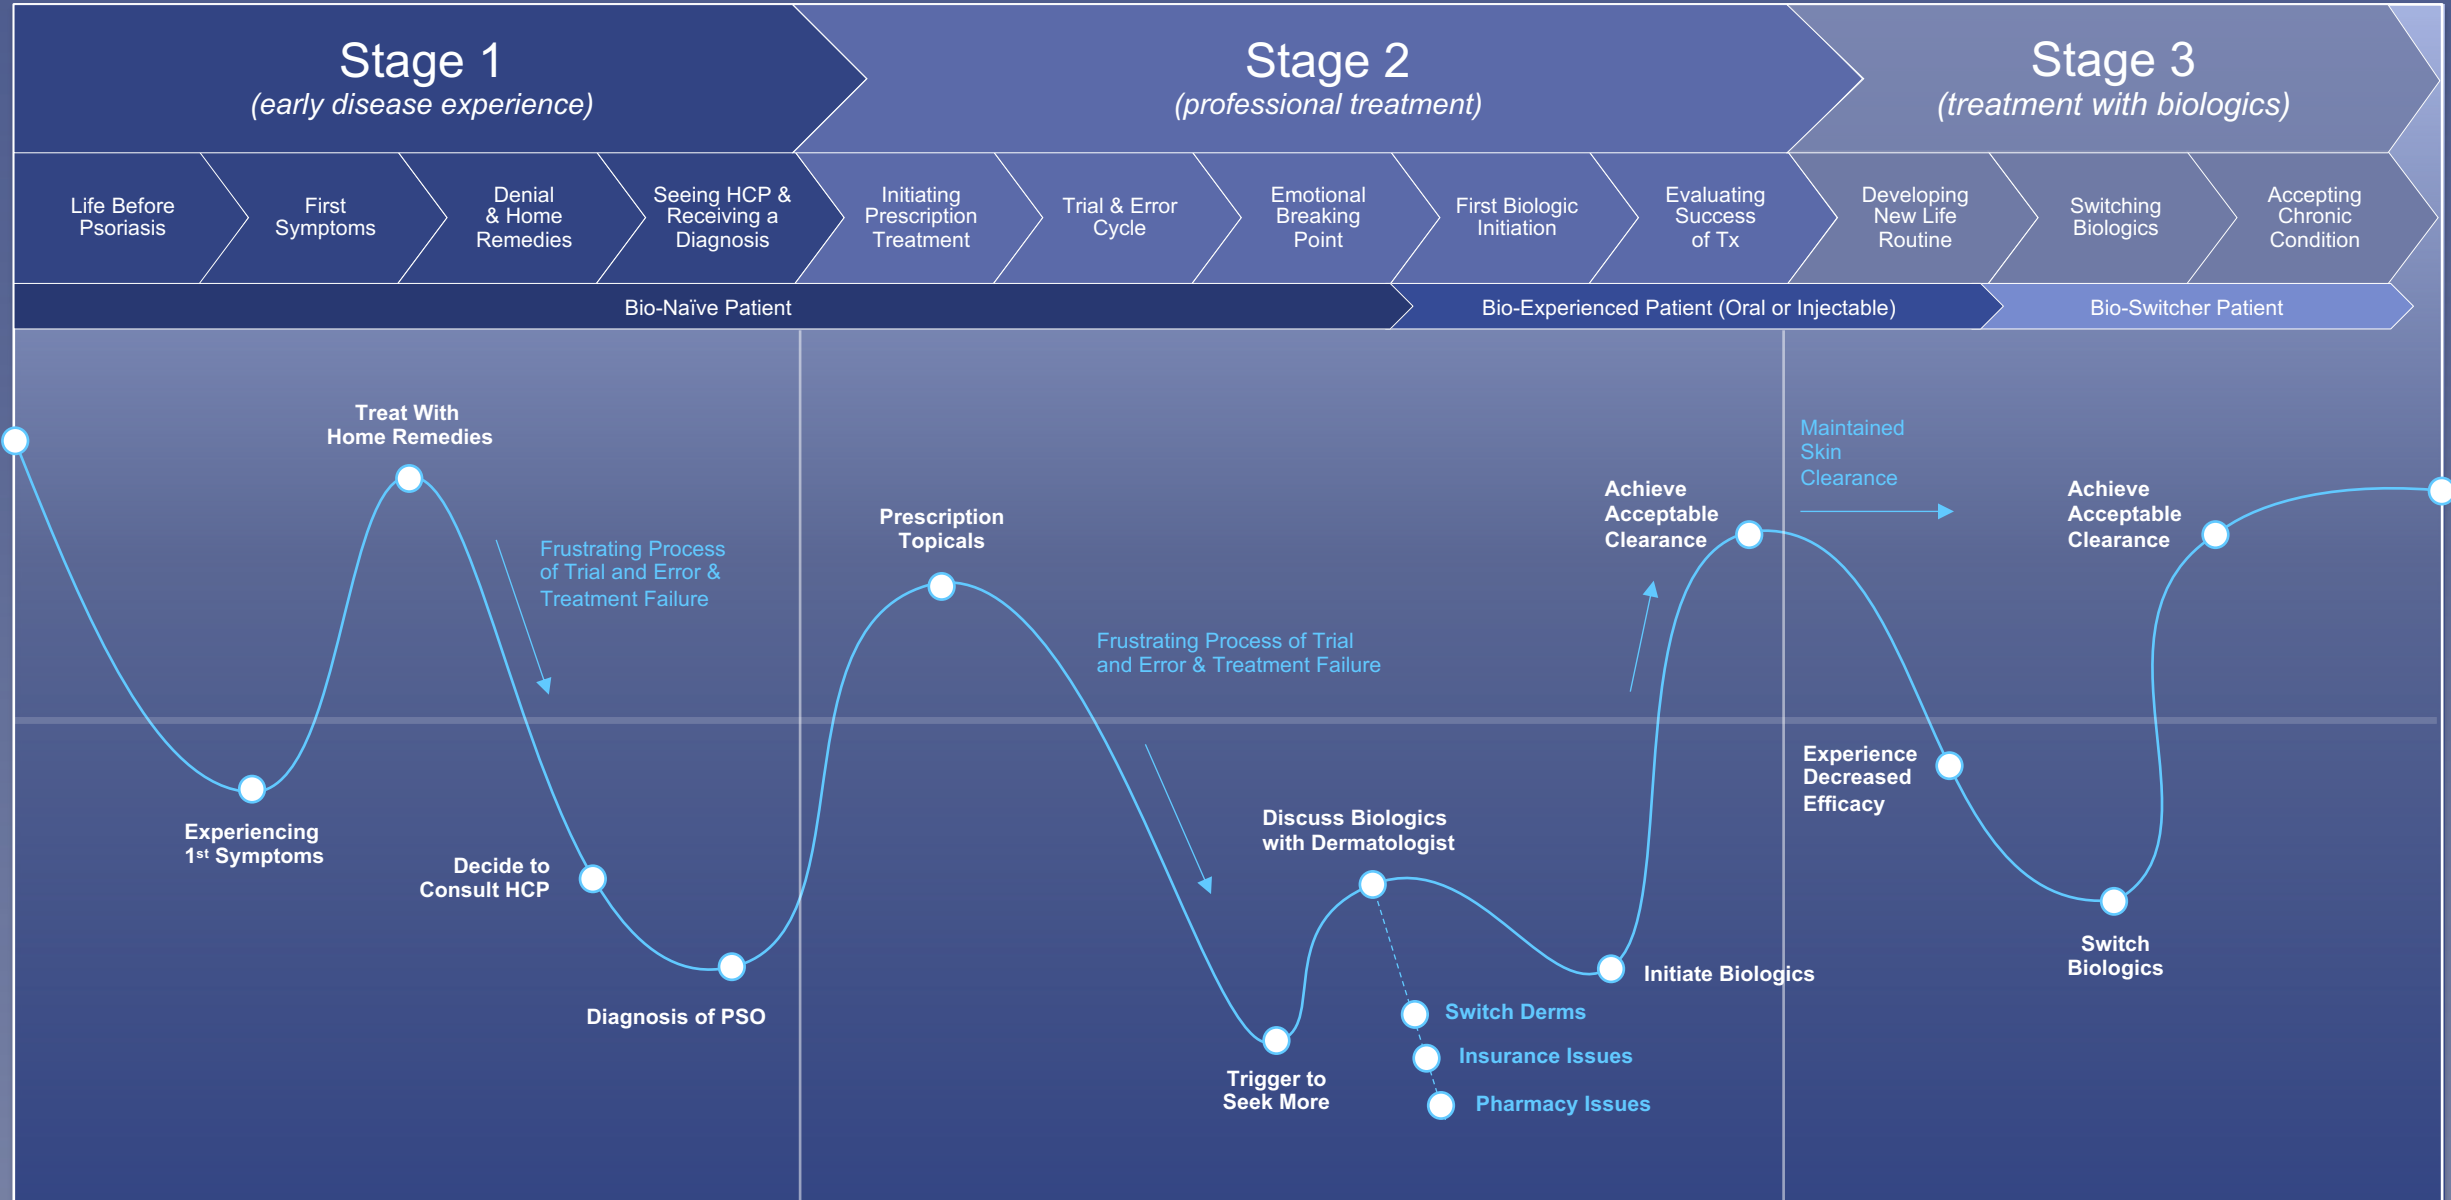 Stage 1
(early disease experience)
Stage 2
(professional treatment)
Stage 3
(treatment with biologics)
Life Before
Psoriasis
First
Symptoms
Denial
& Home
Remedies
Seeing HCP &
Receiving a
Diagnosis
Initiating
Prescription
Treatment
Trial & Error
Cycle
Emotional
Breaking
Point
First Biologic
Initiation
Evaluating
Success
of Tx
Developing
New Life
Routine
Switching
Biologics
Accepting
Chronic
Condition
Bio-Naïve Patient
Bio-Experienced Patient (Oral or Injectable)
Bio-Switcher Patient
Treat With
Home Remedies
Frustrating Process
of Trial and Error &
Treatment Failure
Experiencing
1st Symptoms
Decide to
Consult HCP
Diagnosis of PSO
Prescription
Topicals
Frustrating Process of Trial
and Error & Treatment Failure
Trigger to
Seek More
Discuss Biologics
with Dermatologist
Switch Derms
Insurance Issues
Pharmacy Issues
Initiate Biologics
Achieve
Acceptable
Clearance
Maintained
Skin
Clearance
Experience
Decreased
Efficacy
Switch
Biologics
Achieve
Acceptable
Clearance